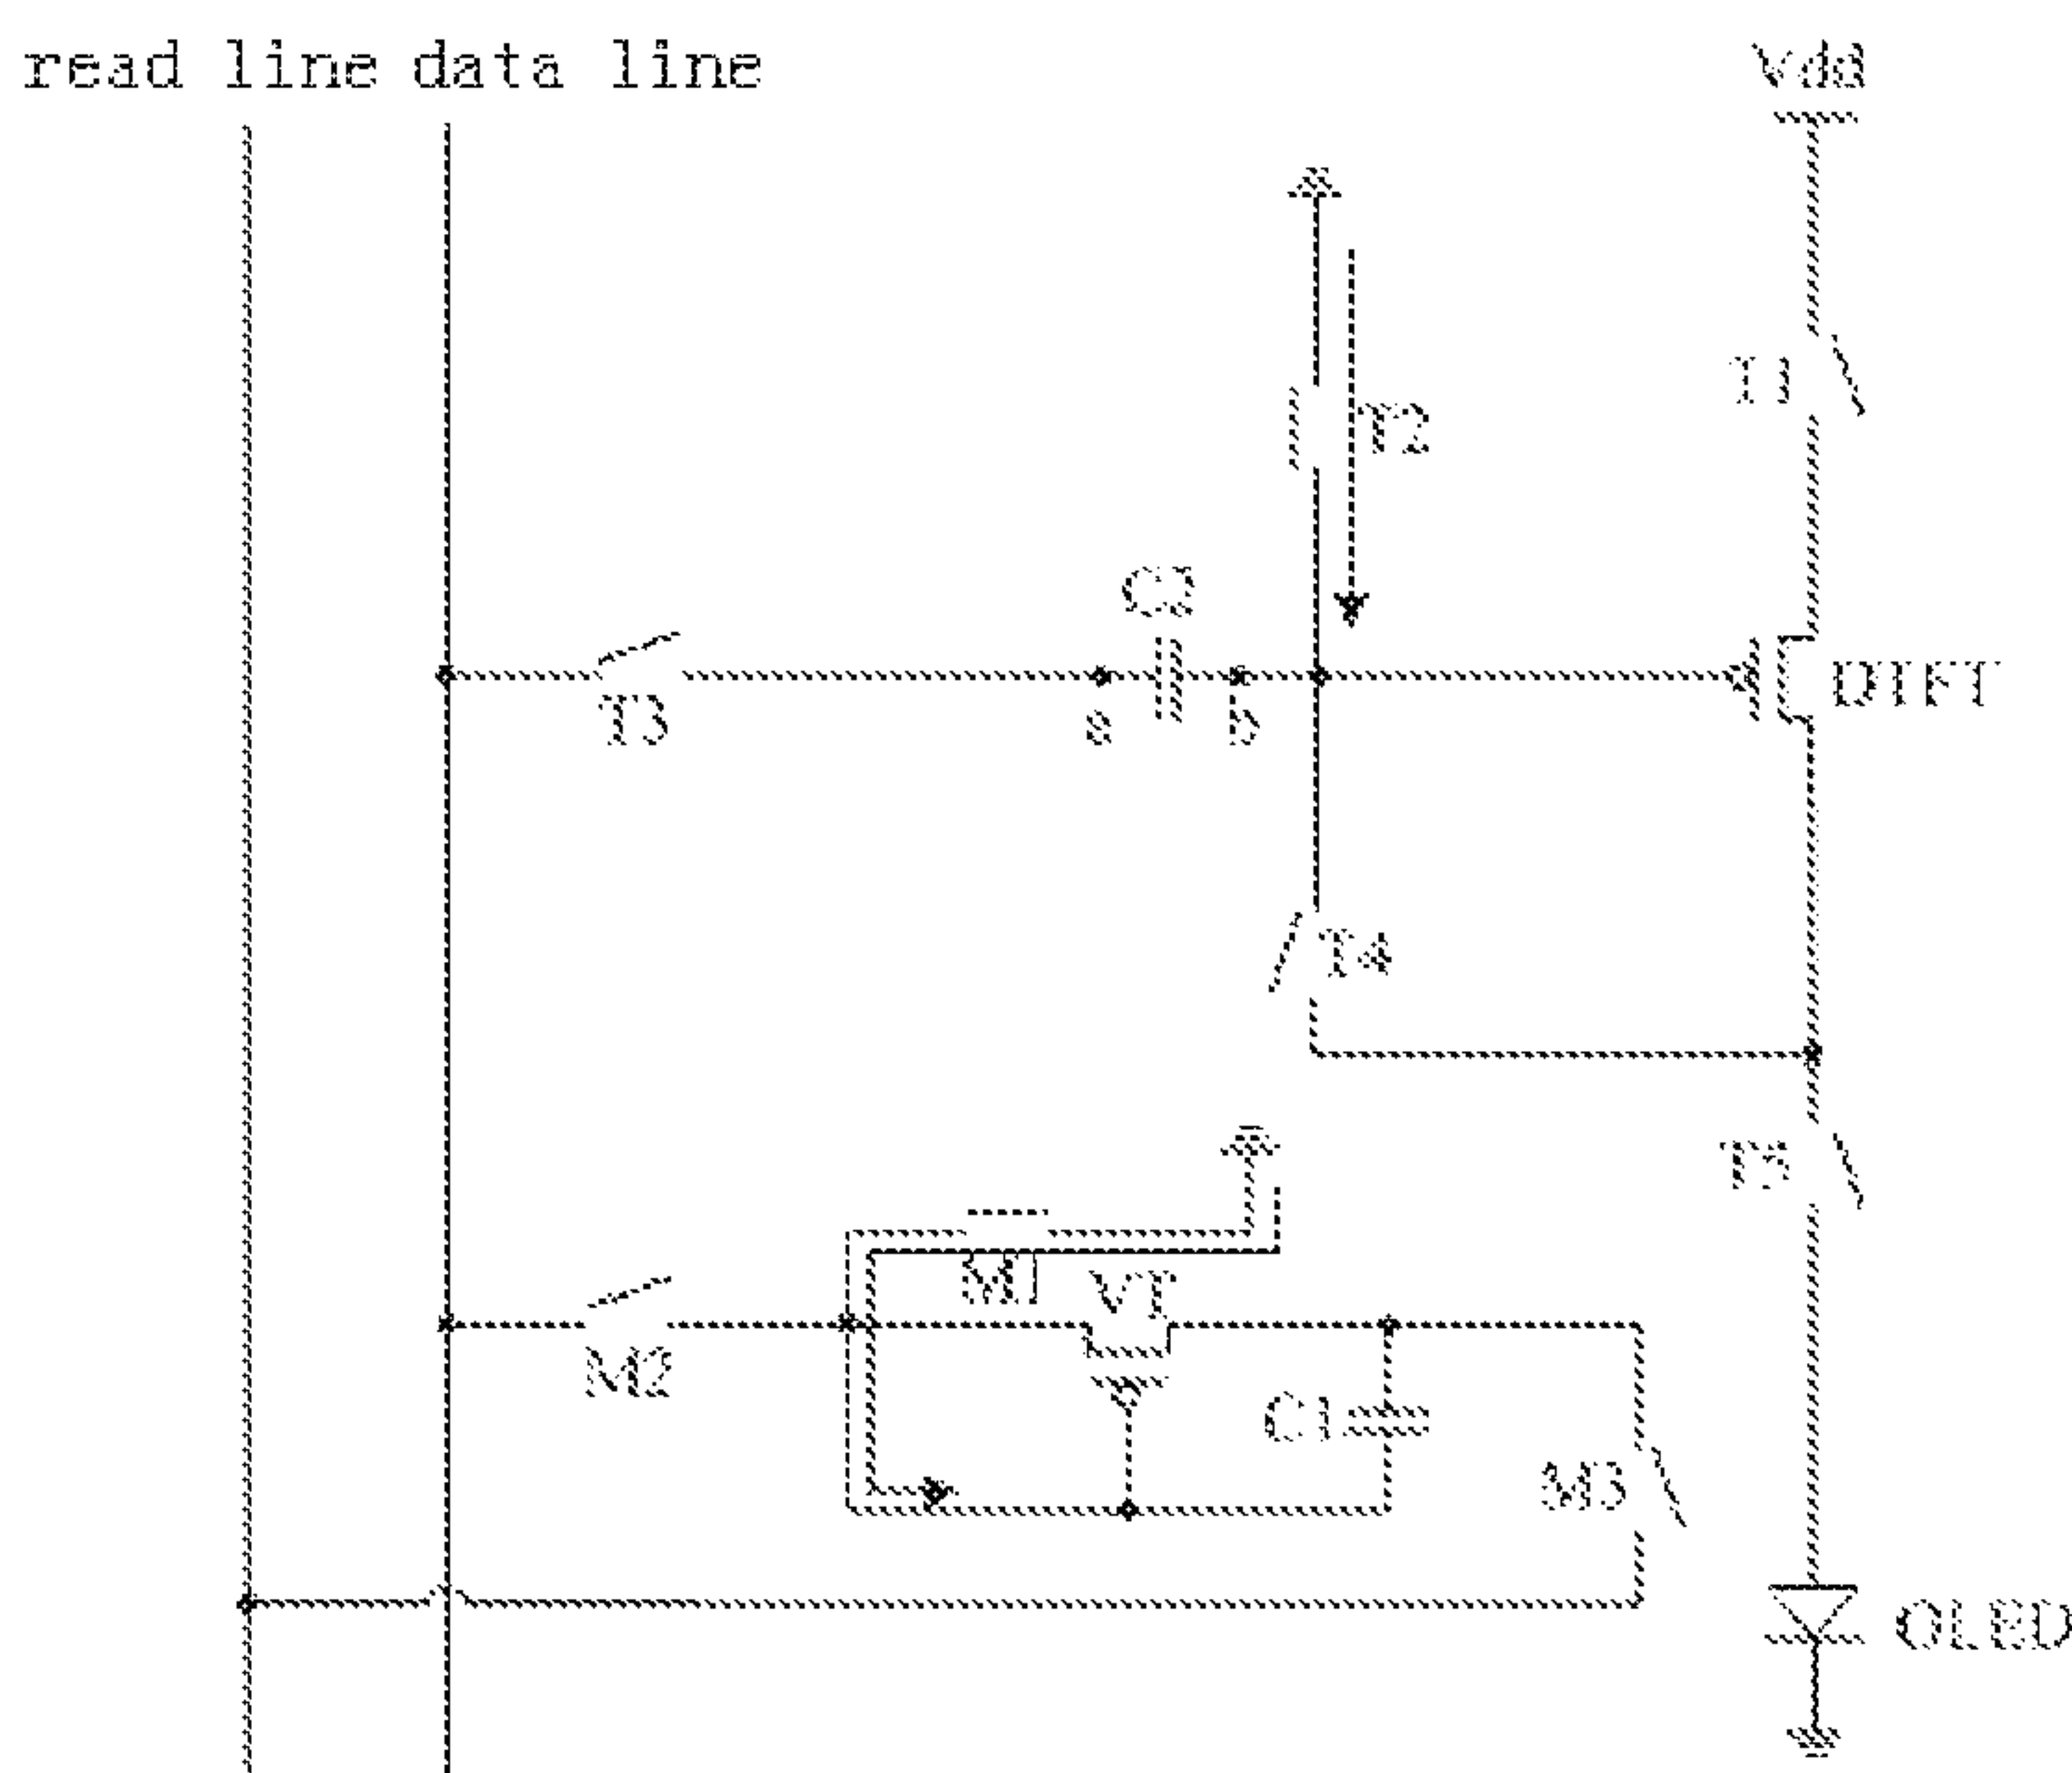 read line data line
Vdd
T1
T2
C2
T3
a
b
DTFT
T4
T5
M1
VT
M2
C1
M3
OLED